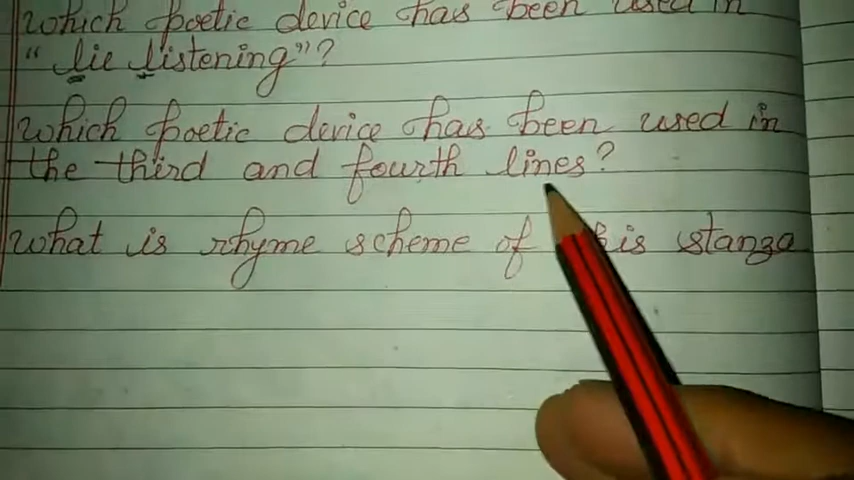 which poetic device has been used in
"lie listening"?
which poetic device has been used in
the third and fourth lines?
what is rhyme scheme of stanga